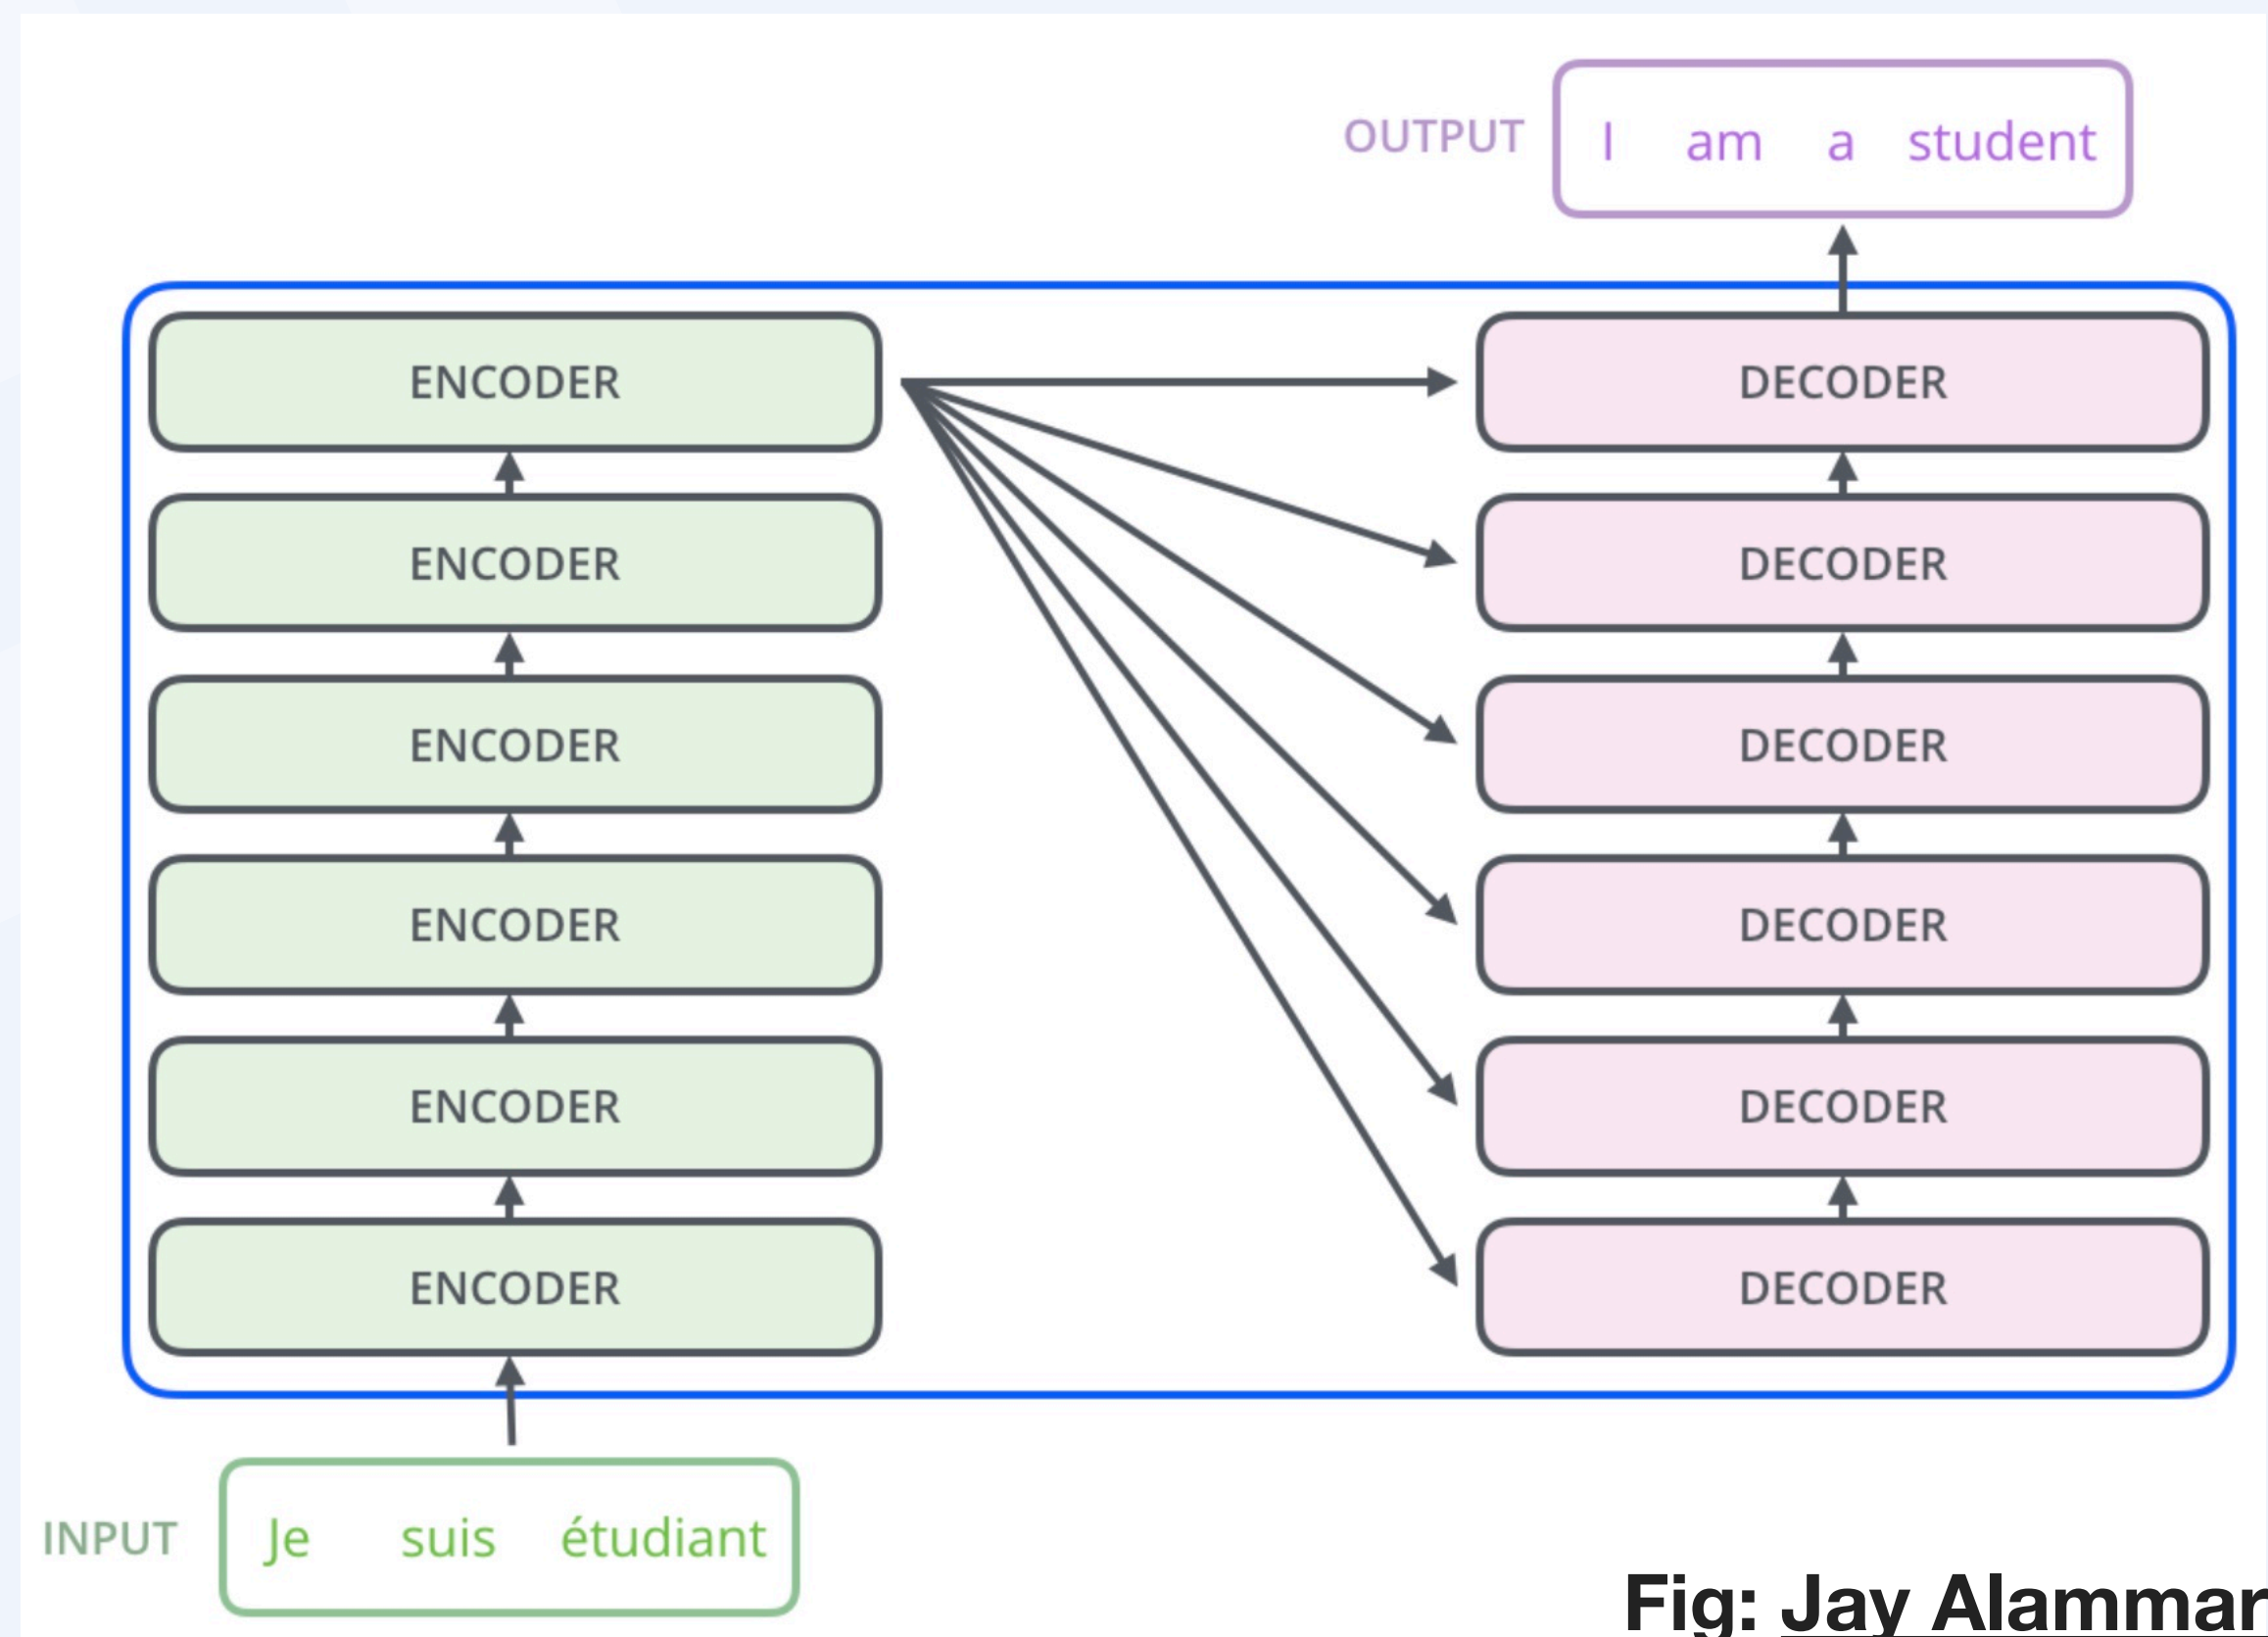 OUTPUT
I am a student
ENCODER
DECODER
ENCODER
DECODER
ENCODER
DECODER
ENCODER
DECODER
ENCODER
DECODER
ENCODER
DECODER
INPUT
Je suis étudiant
Fig: Jay Alammar